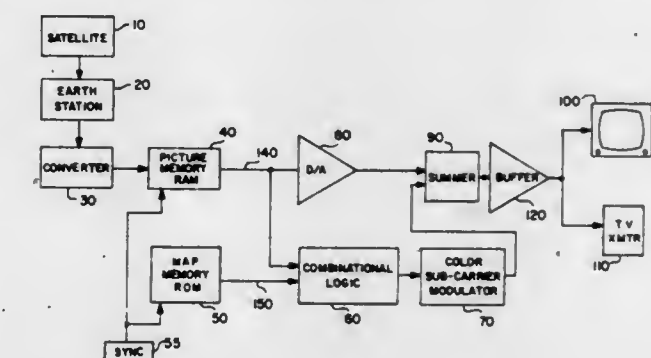 SATELLITE
10
EARTH
STATION
20
CONVERTER
30
PICTURE
MEMORY
RAM
40
140
D/A
80
90
SUMMER
BUFFER
120
100
T V
XMTR
110
MAP
MEMORY
ROM
50
150
COMBINATIONAL
LOGIC
60
COLOR
SUB-CARRIER
MODULATOR
70
SYNC
55